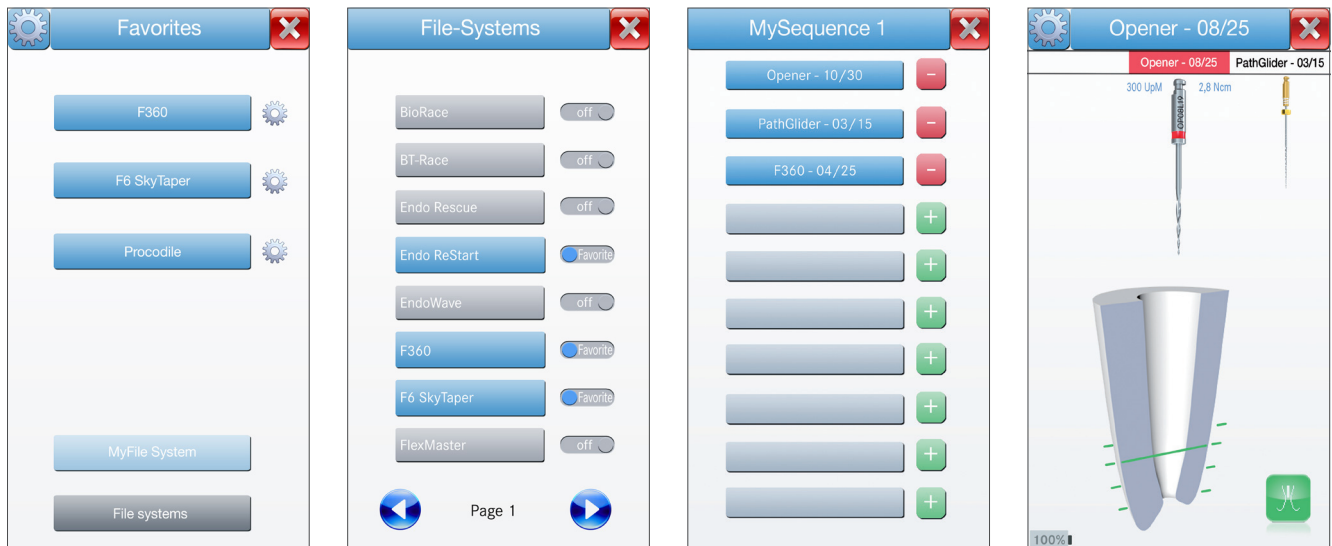 Favorites
F360
F6 SkyTaper
Procodile
MyFile System
File systems
File-Systems
BioRace
off
BT-Race
off
Endo Rescue
off
Endo ReStart
Favorite
EndoWave
off
F360
Favorite
F6 SkyTaper
Favorite
FlexMaster
off
Page 1
MySequence 1
Opener - 10/30
PathGlider - 03/15
F360 - 04/25
Opener - 08/25
Opener - 08/25
PathGlider - 03/15
300 UpM
2,8 Ncm
OP08L19
100%